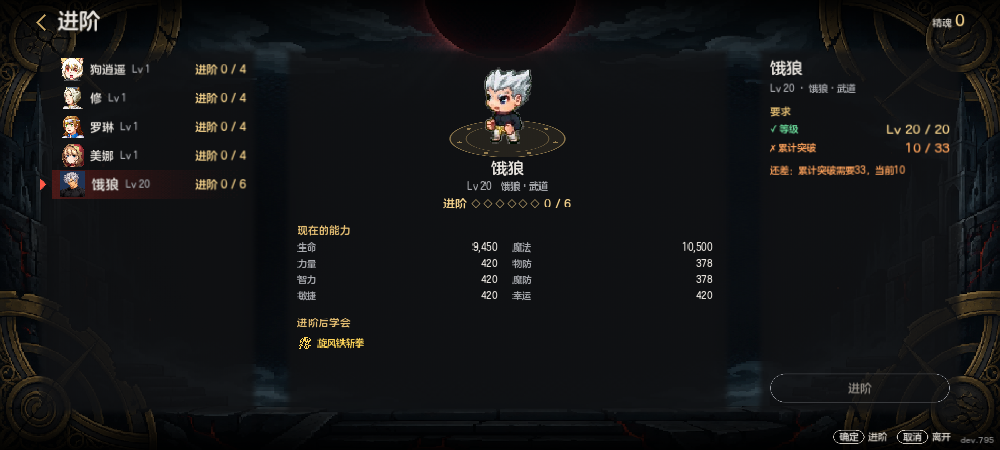 进阶
精魂 0
狗逍遥 Lv 1 进阶 0 / 4
修 Lv 1 进阶 0 / 4
罗琳 Lv 1 进阶 0 / 4
美娜 Lv 1 进阶 0 / 4
饿狼 Lv 20 进阶 0 / 6
饿狼
Lv 20 饿狼·武道
进阶 ◇◇◇◇◇◇ 0 / 6
现在的能力
生命 9,450 魔法 10,500
力量 420 物防 378
智力 420 魔防 378
敏捷 420 幸运 420
进阶后学会
旋风铁斩拳
饿狼
Lv 20 · 饿狼·武道
要求
✓ 等级 Lv 20 / 20
✗ 累计突破 10 / 33
还差：累计突破需要33，当前10
进阶
确定 进阶 取消 离开
dev.795